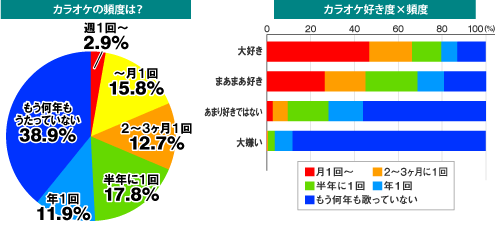 カラオケの頻度は?
週1回～
2.9%
～月1回
15.8%
2～3ヶ月1回
12.7%
半年に1回
17.8%
年1回
11.9%
もう何年も
うたっていない
38.9%
カラオケ好き度×頻度
0 20 40 60 80 100%
大好き
まあまあ好き
あまり好きではない
大嫌い
月1回～ 2～3ヶ月に1回
半年に1回 年1回
もう何年も歌っていない